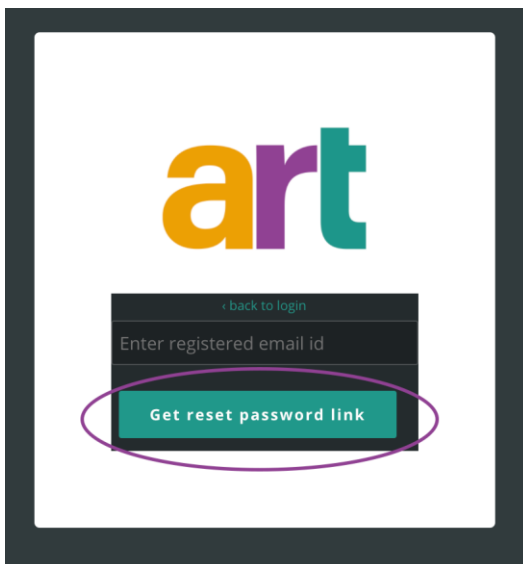 art
‹ back to login
Enter registered email id
Get reset password link